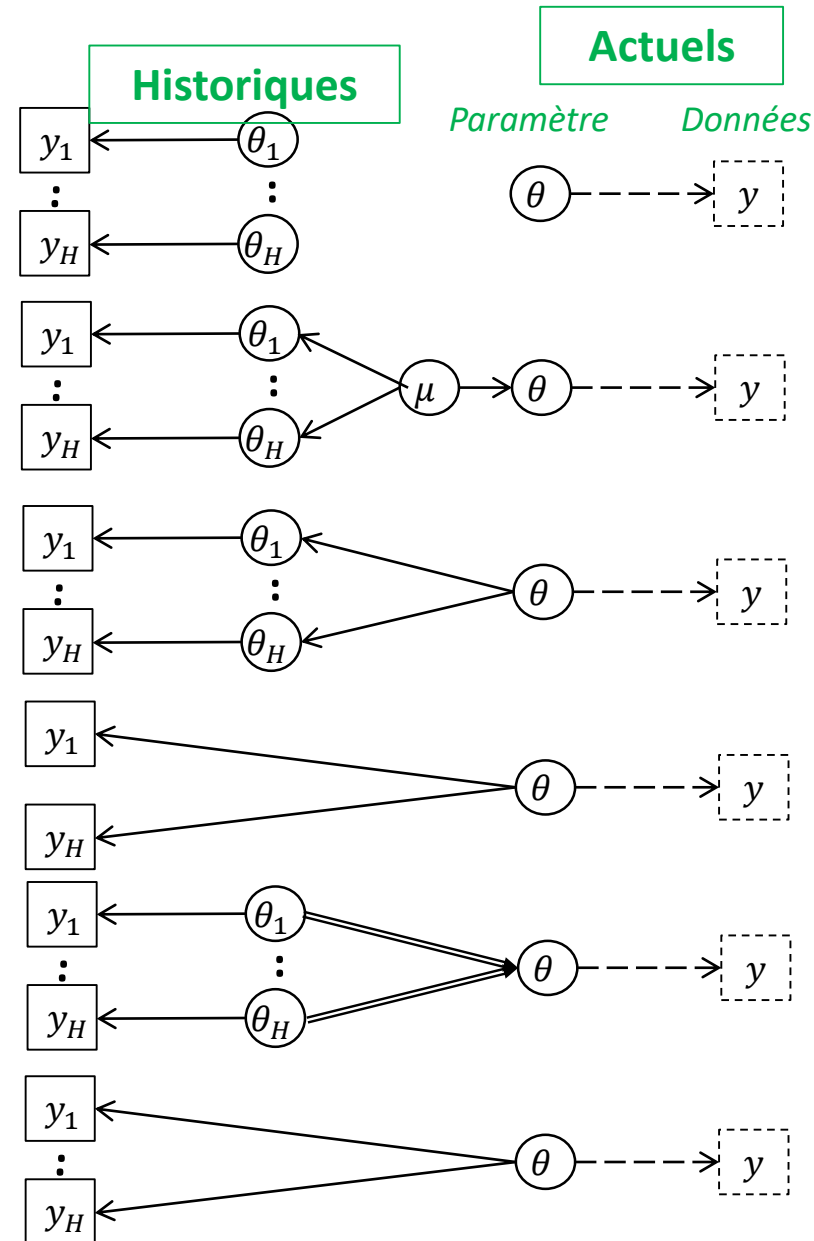 Actuels
Historiques
Paramètre Données
y₁ θ₁
⋮ ⋮ θ y
y_H θ_H
y₁ θ₁
⋮ ⋮ μ θ y
y_H θ_H
y₁ θ₁
⋮ ⋮ θ y
y_H θ_H
y₁
θ y
y_H
y₁ θ₁
⋮ ⋮ θ y
y_H θ_H
y₁
⋮ θ y
y_H